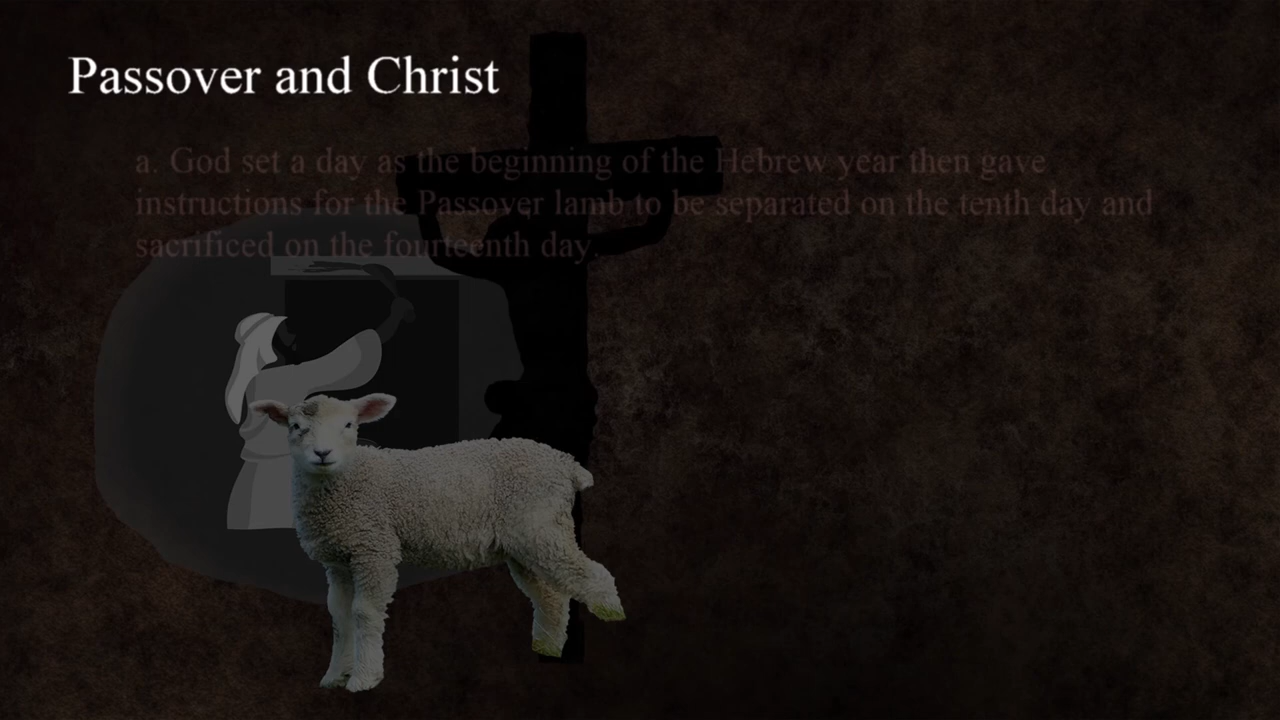 Passover and Christ
a. God set a day as the beginning of the Hebrew year then gave
instructions for the Passover lamb to be separated on the tenth day and
sacrificed on the fourteenth day.